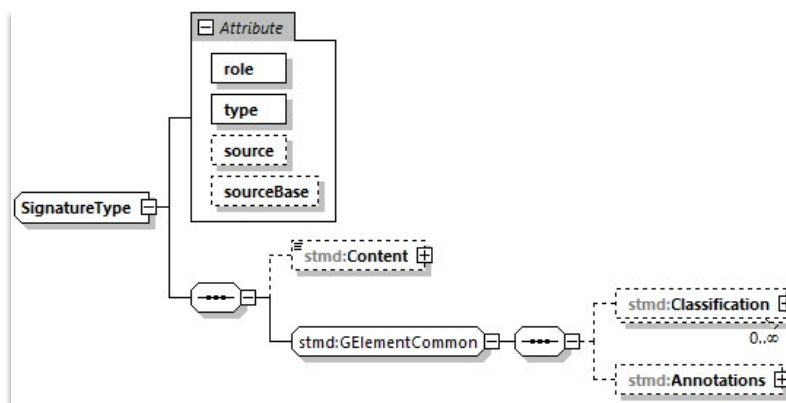 Attribute
role
type
source
sourceBase
SignatureType
stmd:Content
stmd:GElementCommon
stmd:Classification
0..∞
stmd:Annotations